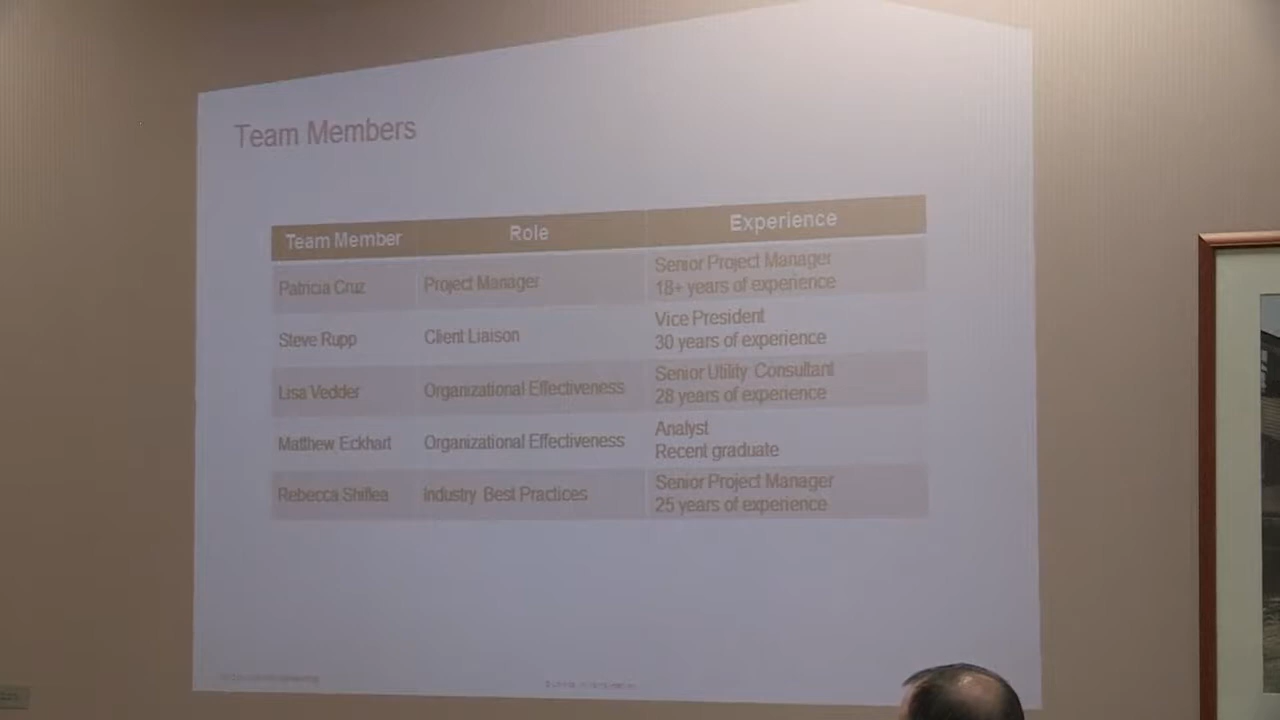 Team Members
Team Member Role Experience
Patricia Cruz Project Manager Senior Project Manager
18+ years of experience
Steve Rupp Client Liaison Vice President
30 years of experience
Lisa Vedder Organizational Effectiveness Senior Utility Consultant
28 years of experience
Matthew Eckhart Organizational Effectiveness Analyst
Recent graduate
Rebecca Shiflea Industry Best Practices Senior Project Manager
25 years of experience